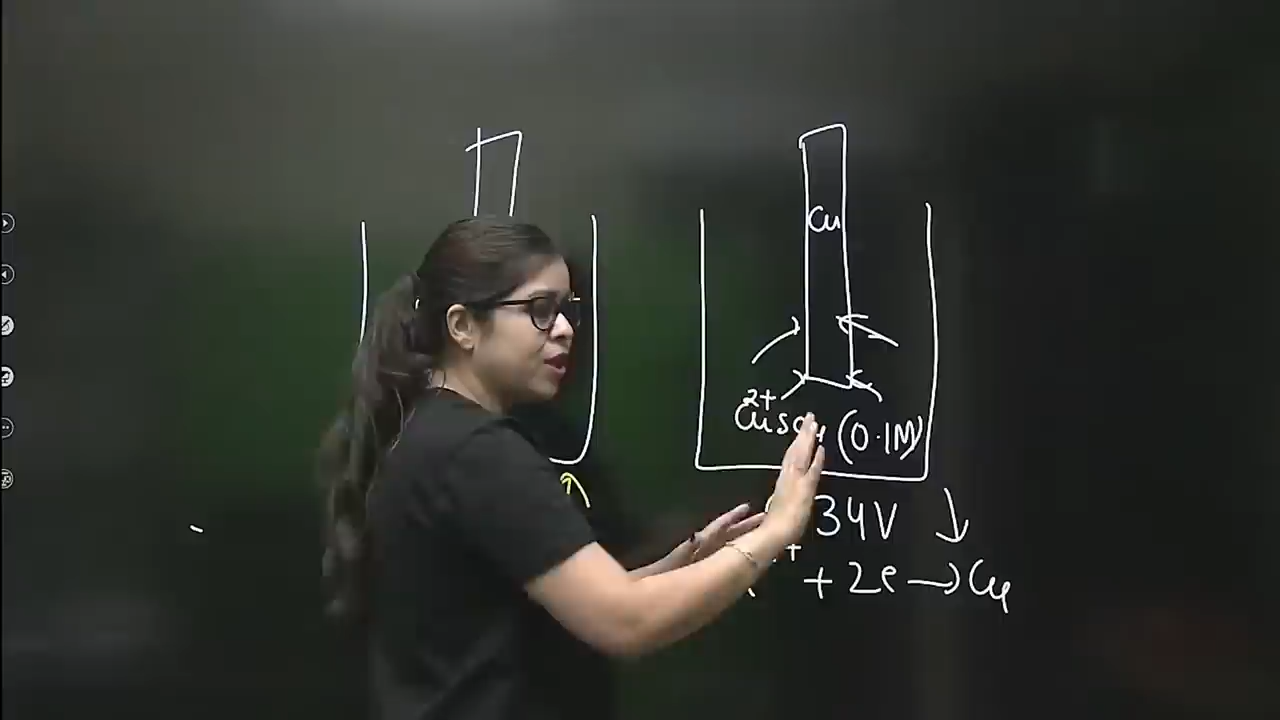 Cu
2+
CuSO4 (0.1M)
34V ↓
+ + 2e → Cu